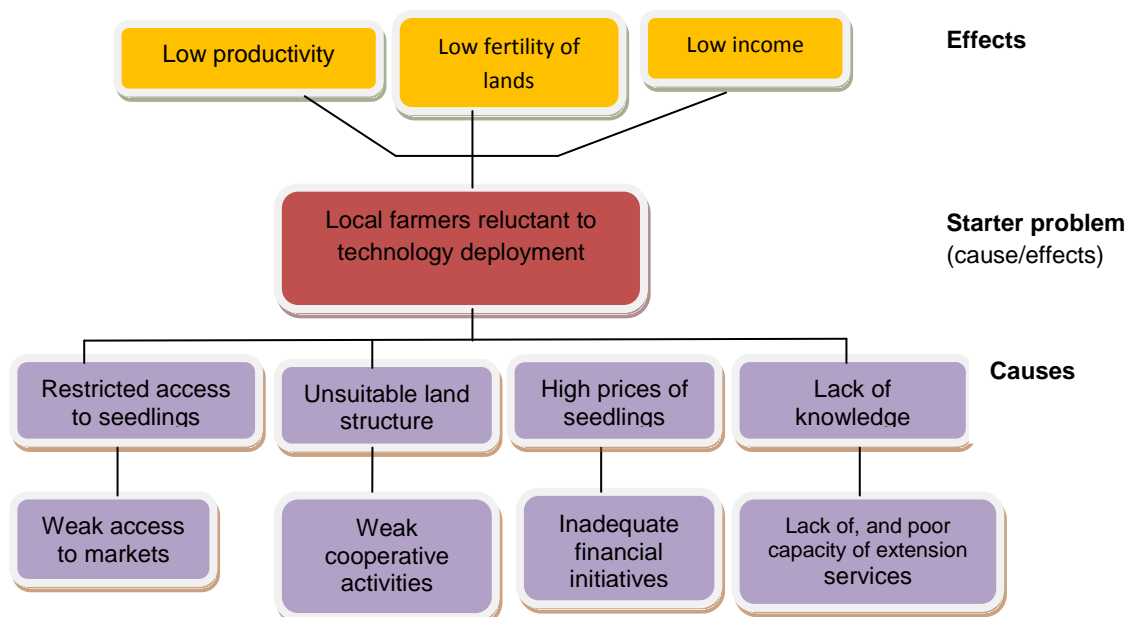 Low productivity
Low fertility of
lands
Low income
Effects
Local farmers reluctant to
technology deployment
Starter problem
(cause/effects)
Restricted access
to seedlings
Unsuitable land
structure
High prices of
seedlings
Lack of
knowledge
Causes
Weak access
to markets
Weak
cooperative
activities
Inadequate
financial
initiatives
Lack of, and poor
capacity of extension
services